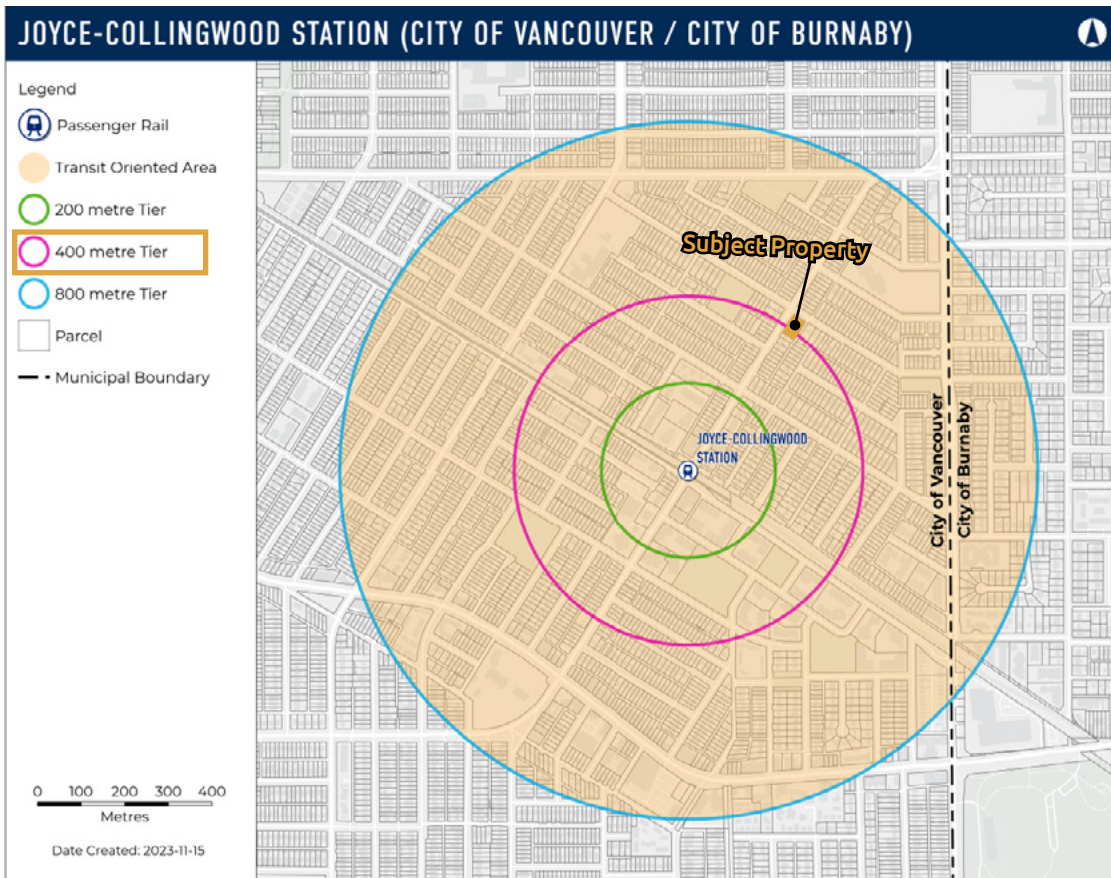 JOYCE-COLLINGWOOD STATION (CITY OF VANCOUVER / CITY OF BURNABY)
Legend
Passenger Rail
Transit Oriented Area
200 metre Tier
400 metre Tier
800 metre Tier
Parcel
Municipal Boundary
Subject Property
JOYCE-COLLINGWOOD
STATION
City of Vancouver
City of Burnaby
0 100 200 300 400
Metres
Date Created: 2023-11-15